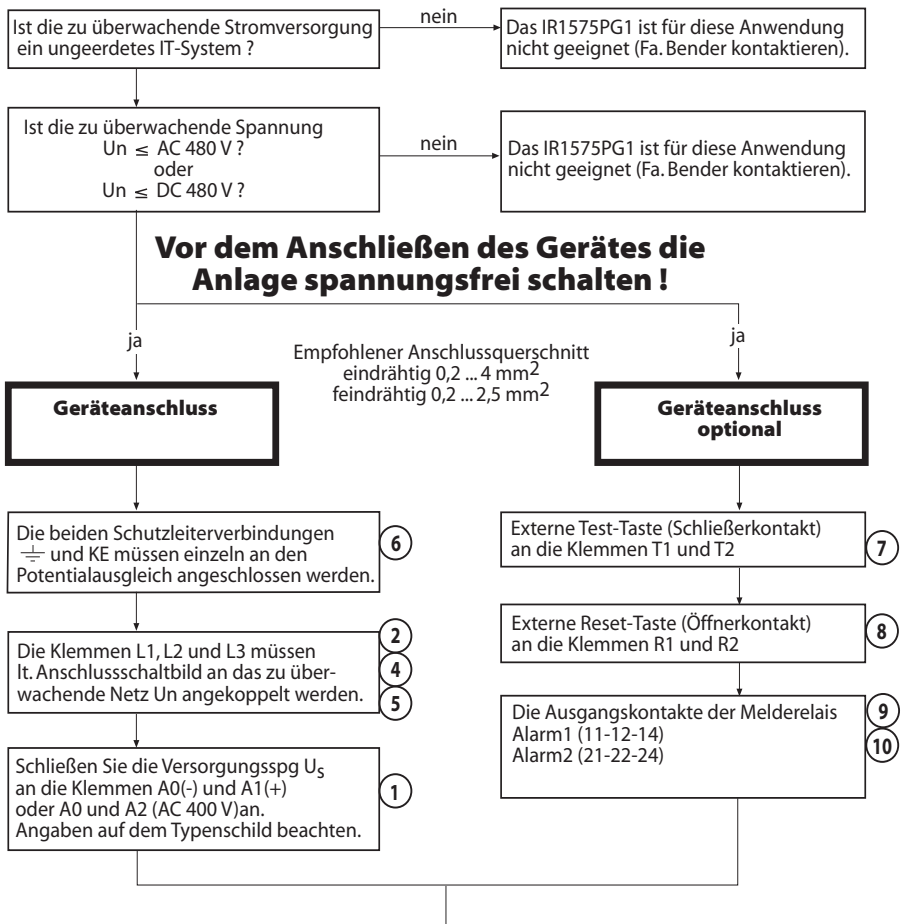 Ist die zu überwachende Stromversorgung
ein ungeerdetes IT-System ?
nein
Das IR1575PG1 ist für diese Anwendung
nicht geeignet (Fa. Bender kontaktieren).
Ist die zu überwachende Spannung
Un ≤ AC 480 V ?
oder
Un ≤ DC 480 V ?
nein
Das IR1575PG1 ist für diese Anwendung
nicht geeignet (Fa. Bender kontaktieren).
Vor dem Anschließen des Gerätes die
Anlage spannungsfrei schalten !
ja
ja
Empfohlener Anschlussquerschnitt
eindrähtig 0,2 ... 4 mm2
feindrähtig 0,2 ... 2,5 mm2
Geräteanschluss
Geräteanschluss
optional
Die beiden Schutzleiterverbindungen
⏚ und KE müssen einzeln an den
Potentialausgleich angeschlossen werden.
6
Die Klemmen L1, L2 und L3 müssen
lt. Anschlussschaltbild an das zu über-
wachende Netz Un angekoppelt werden.
2
4
5
Schließen Sie die Versorgungsspg US
an die Klemmen A0(-) und A1(+)
oder A0 und A2 (AC 400 V)an.
Angaben auf dem Typenschild beachten.
1
Externe Test-Taste (Schließerkontakt)
an die Klemmen T1 und T2
7
Externe Reset-Taste (Öffnerkontakt)
an die Klemmen R1 und R2
8
Die Ausgangskontakte der Melderelais
Alarm1 (11-12-14)
Alarm2 (21-22-24)
9
10